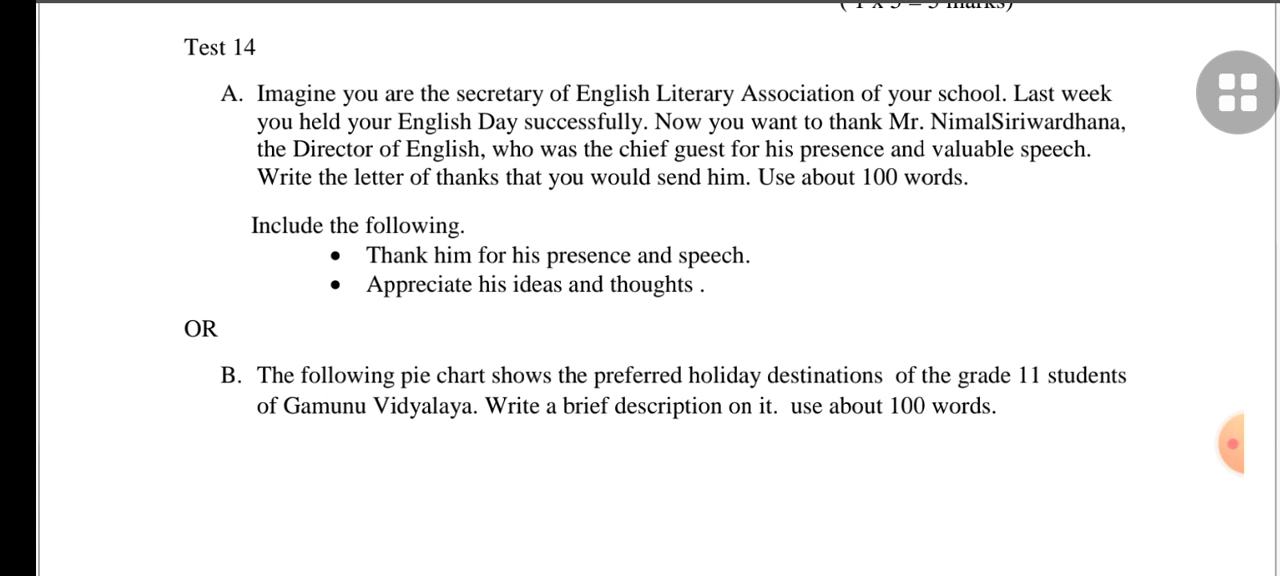 Test 14
A. Imagine you are the secretary of English Literary Association of your school. Last week
you held your English Day successfully. Now you want to thank Mr. NimalSiriwardhana,
the Director of English, who was the chief guest for his presence and valuable speech.
Write the letter of thanks that you would send him. Use about 100 words.
Include the following.
• Thank him for his presence and speech.
• Appreciate his ideas and thoughts .
OR
B. The following pie chart shows the preferred holiday destinations of the grade 11 students
of Gamunu Vidyalaya. Write a brief description on it. use about 100 words.